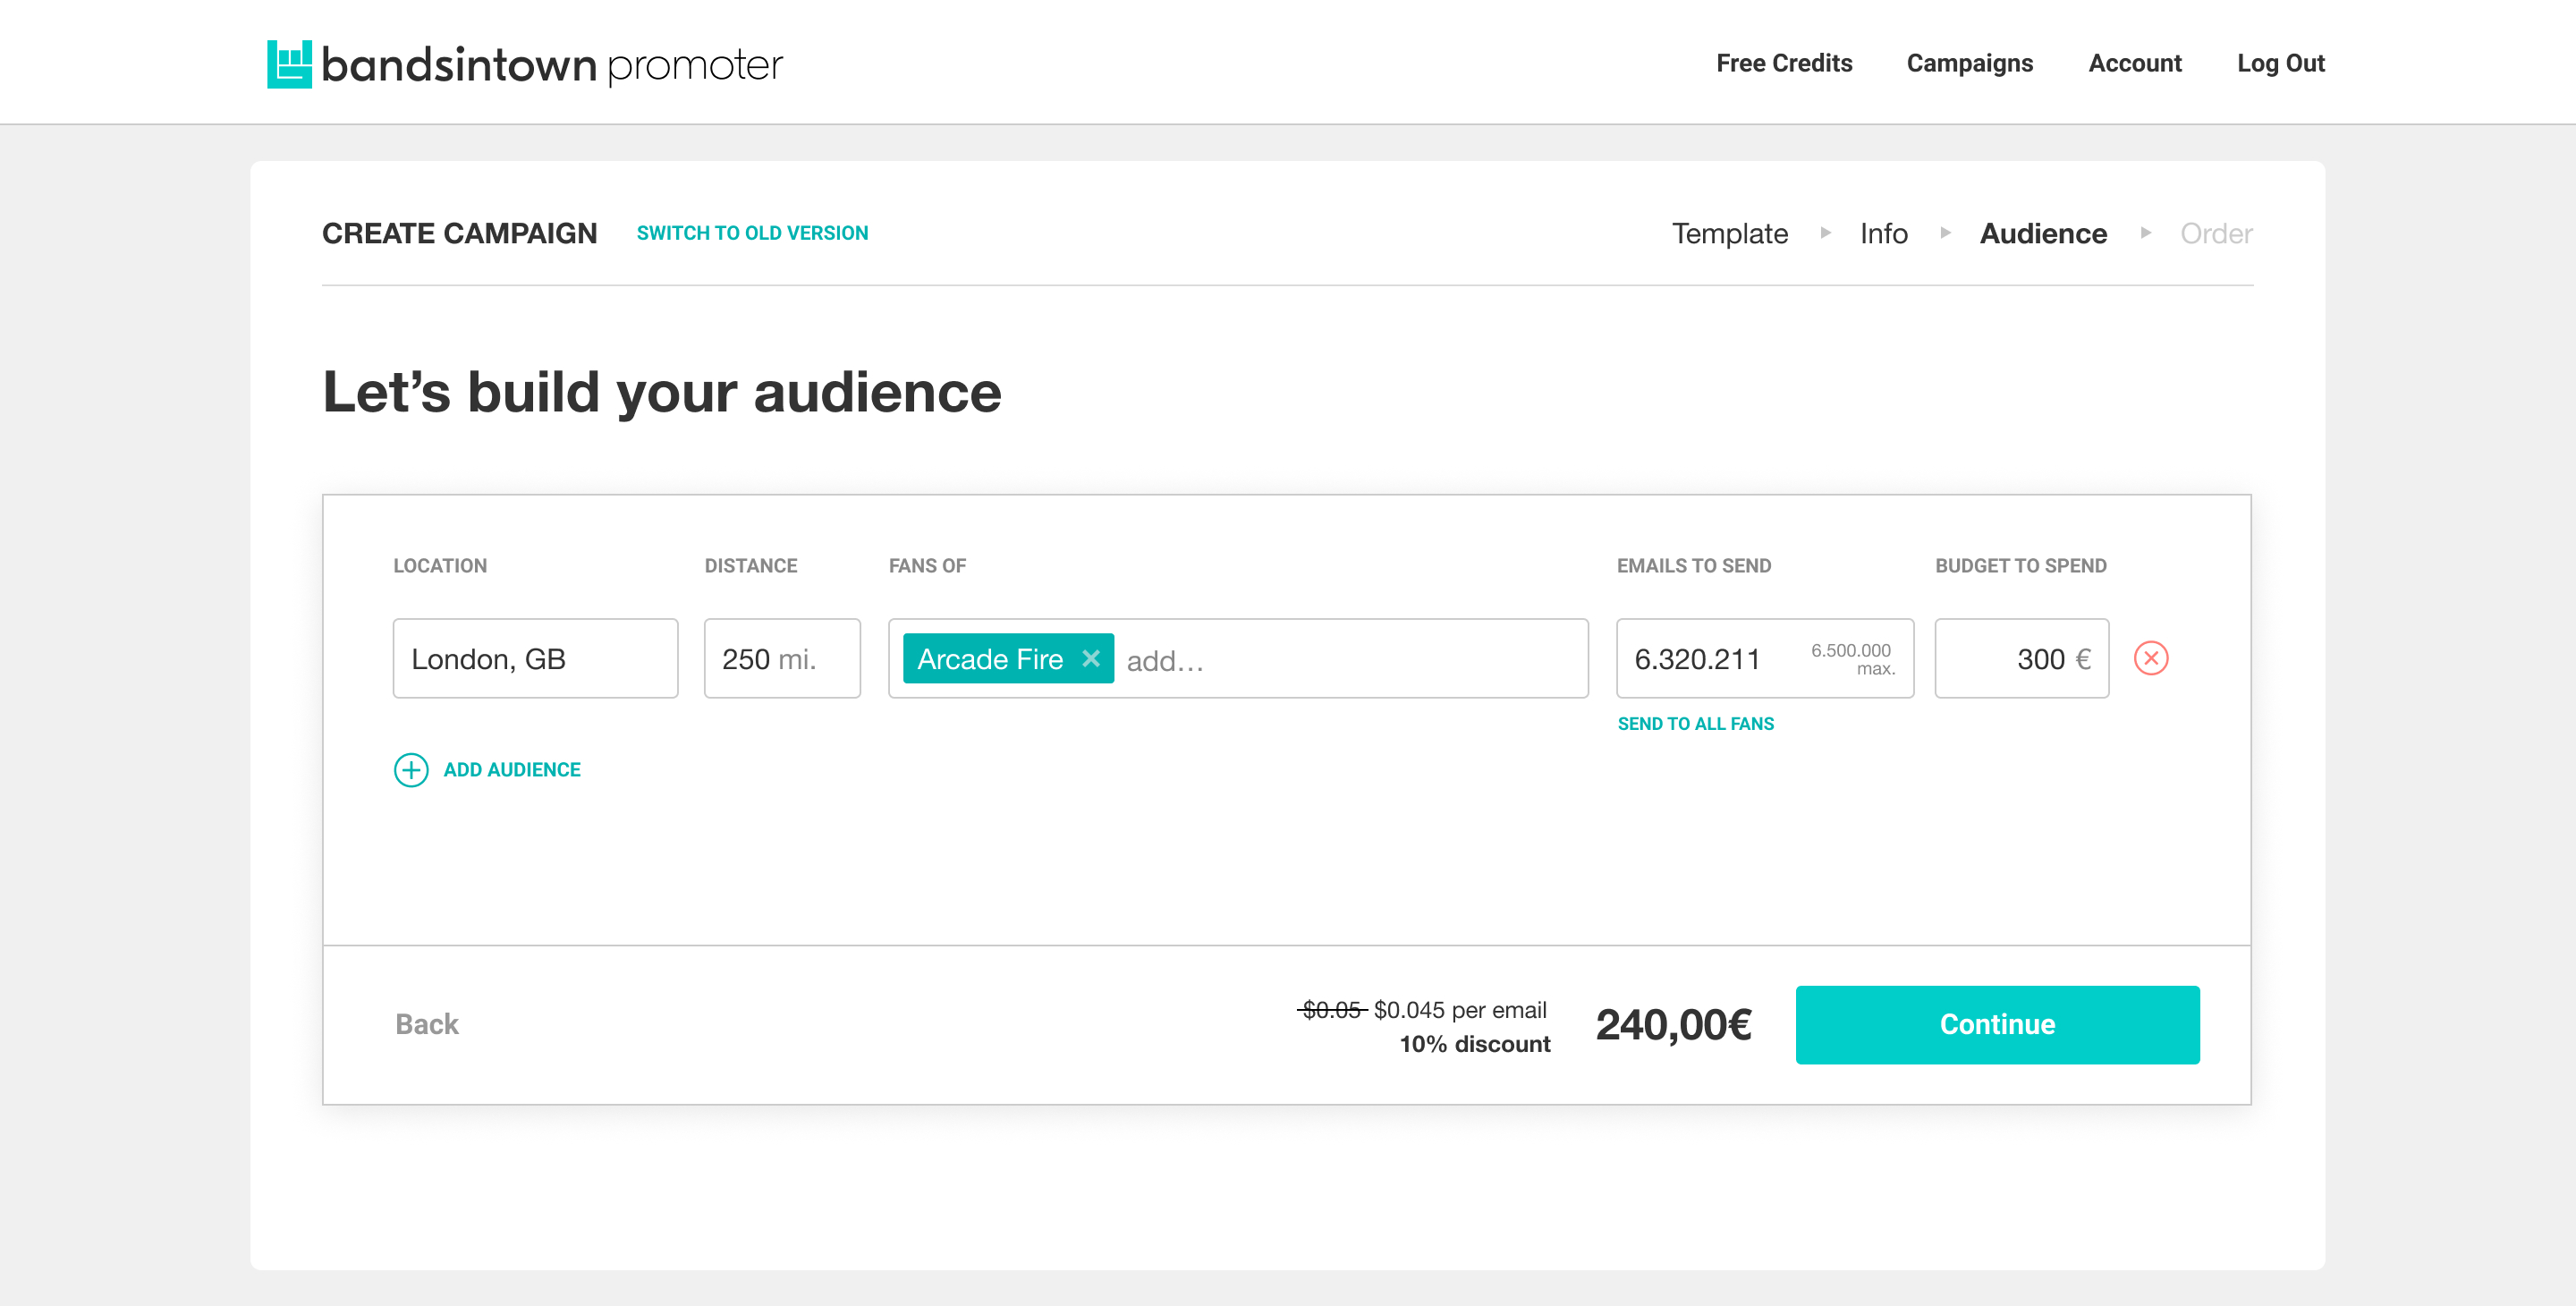 bandsintown promoter
Free Credits Campaigns Account Log Out
CREATE CAMPAIGN SWITCH TO OLD VERSION
Template Info Audience Order
Let’s build your audience
LOCATION DISTANCE FANS OF EMAILS TO SEND BUDGET TO SPEND
London, GB 250 mi. Arcade Fire add… 6.320.211 6.500.000 max. 300 €
SEND TO ALL FANS
ADD AUDIENCE
Back
$0.05 $0.045 per email
10% discount
240,00€
Continue